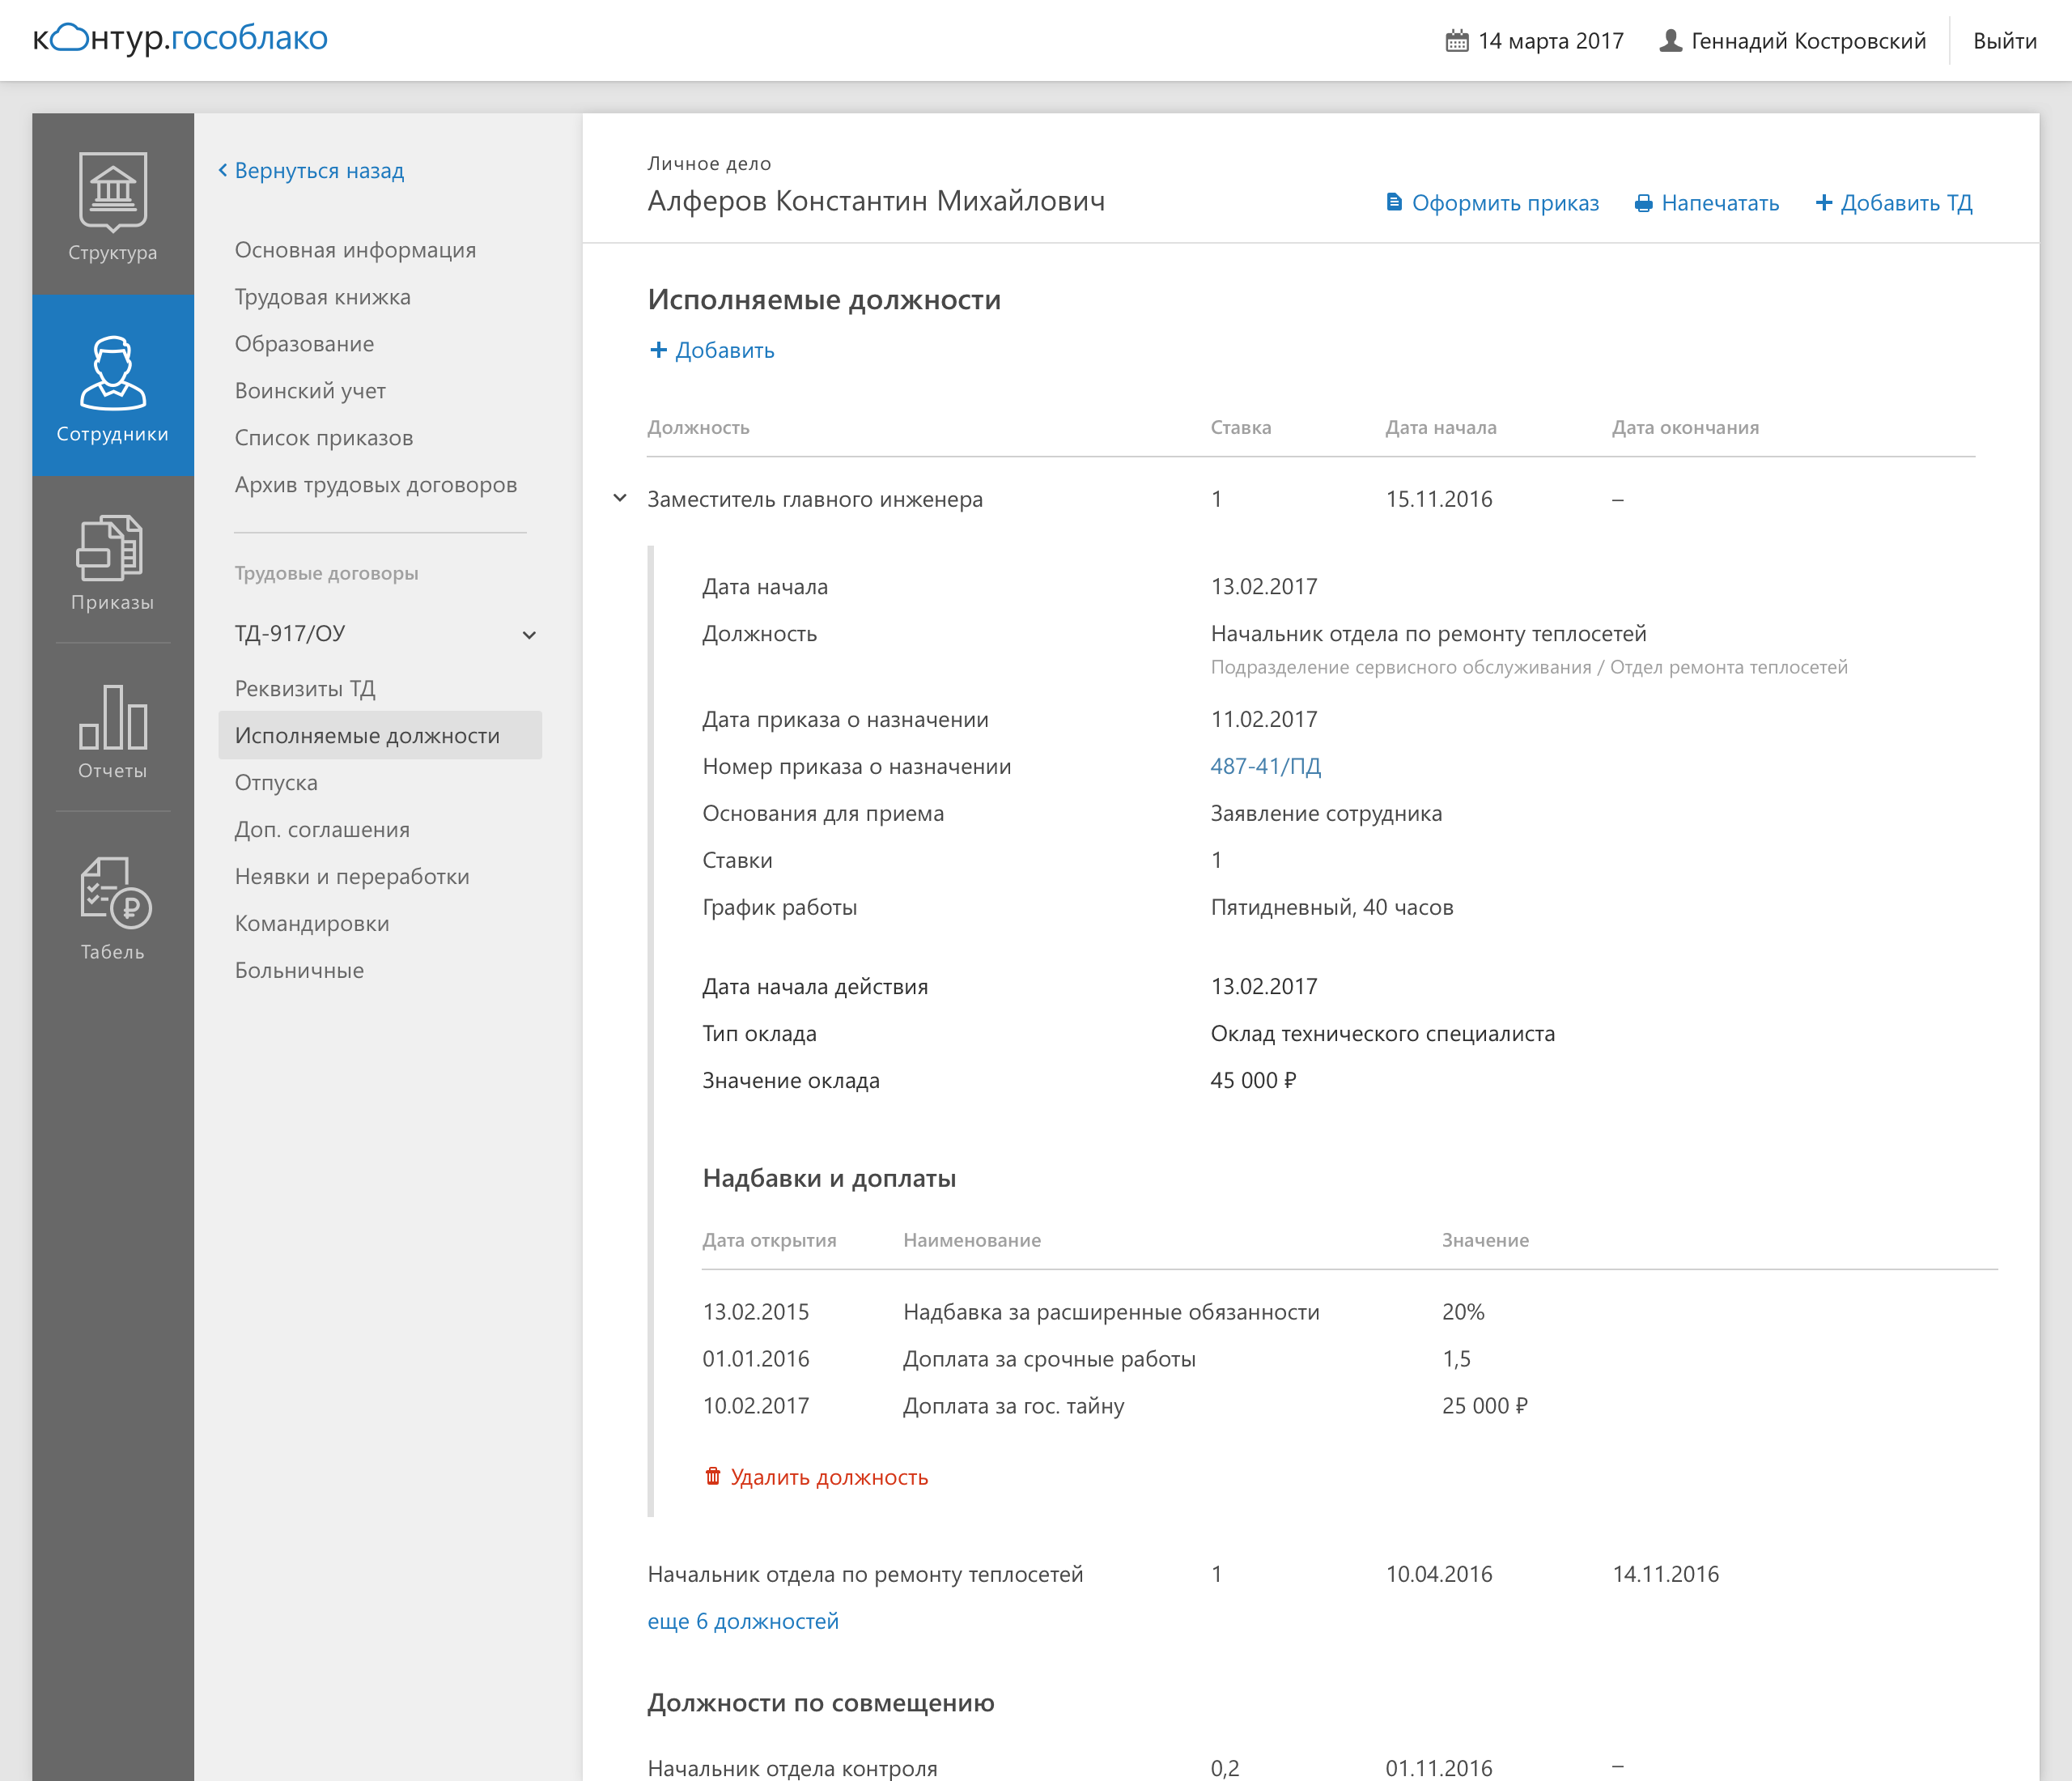 контур.гособлако
14 марта 2017 Геннадий Костровский Выйти
Структура
Сотрудники
Приказы
Отчеты
Табель
Вернуться назад
Основная информация
Трудовая книжка
Образование
Воинский учет
Список приказов
Архив трудовых договоров
Трудовые договоры
ТД-917/ОУ
Реквизиты ТД
Исполняемые должности
Отпуска
Доп. соглашения
Неявки и переработки
Командировки
Больничные
Личное дело
Алферов Константин Михайлович
Оформить приказ Напечатать + Добавить ТД
Исполняемые должности
+ Добавить
Должность Ставка Дата начала Дата окончания
Заместитель главного инженера 1 15.11.2016 –
Дата начала 13.02.2017
Должность Начальник отдела по ремонту теплосетей
Подразделение сервисного обслуживания / Отдел ремонта теплосетей
Дата приказа о назначении 11.02.2017
Номер приказа о назначении 487-41/ПД
Основания для приема Заявление сотрудника
Ставки 1
График работы Пятидневный, 40 часов
Дата начала действия 13.02.2017
Тип оклада Оклад технического специалиста
Значение оклада 45 000 ₽
Надбавки и доплаты
Дата открытия Наименование Значение
13.02.2015 Надбавка за расширенные обязанности 20%
01.01.2016 Доплата за срочные работы 1,5
10.02.2017 Доплата за гос. тайну 25 000 ₽
Удалить должность
Начальник отдела по ремонту теплосетей 1 10.04.2016 14.11.2016
еще 6 должностей
Должности по совмещению
Начальник отдела контроля 0,2 01.11.2016 –